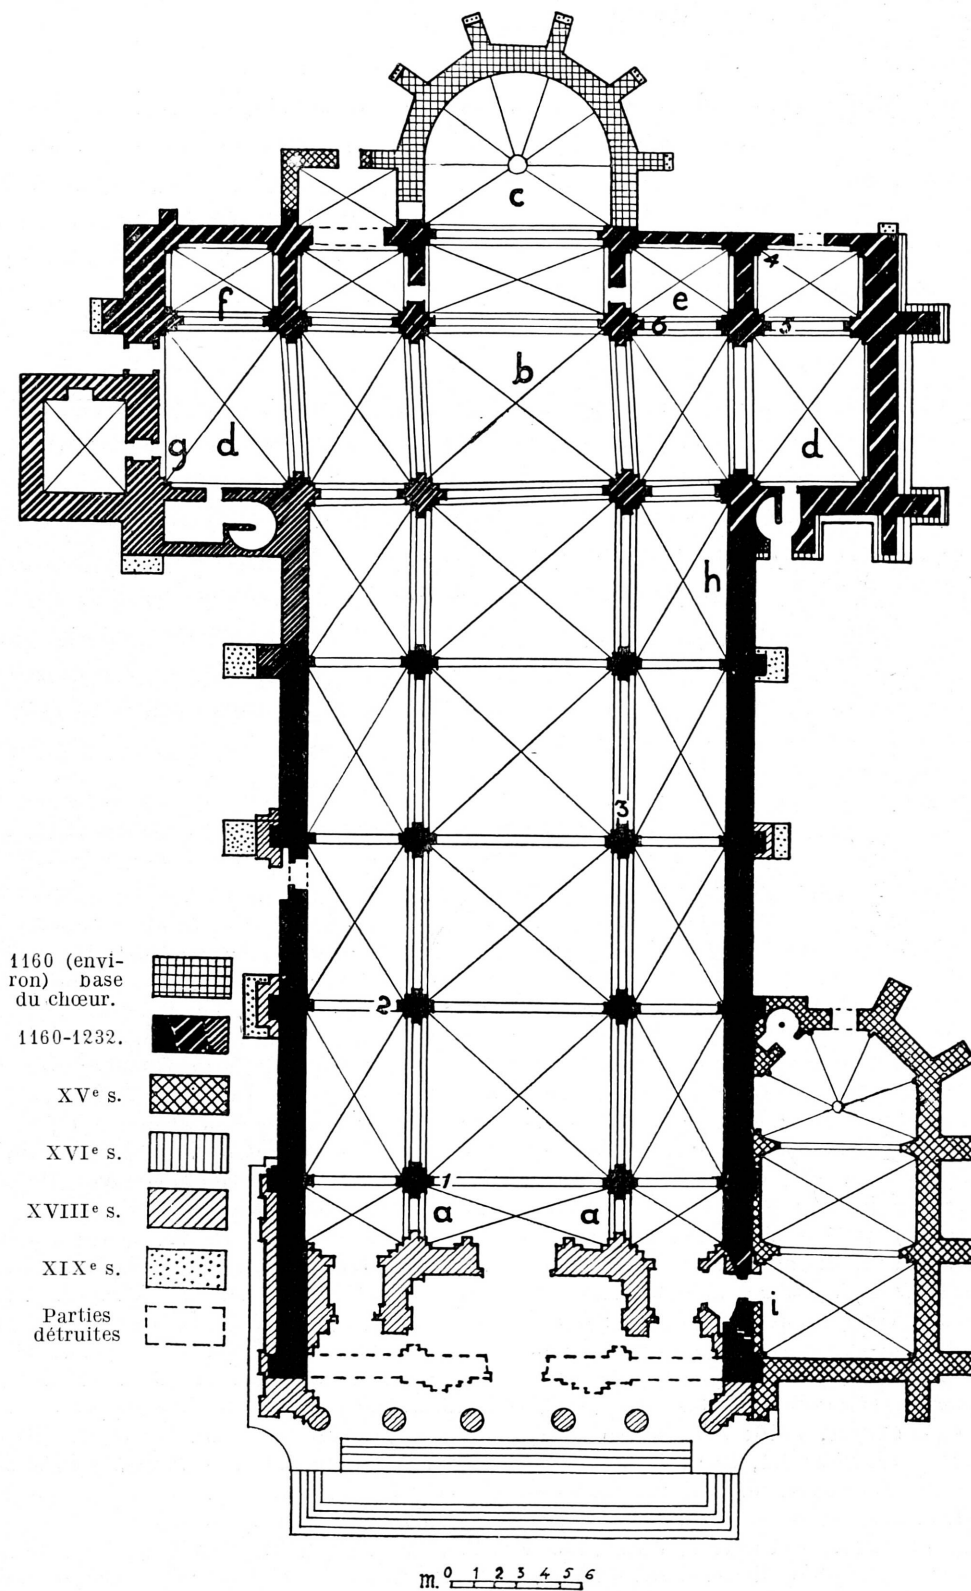 c
4
f
e
6
5
b
g
d
d
h
3
1160 (envi-
ron) base
du chœur.
2
1160-1232.
XVe s.
XVIe s.
1
a
a
XVIIIe s.
XIXe s.
i
Parties
détruites
m. 0 1 2 3 4 5 6